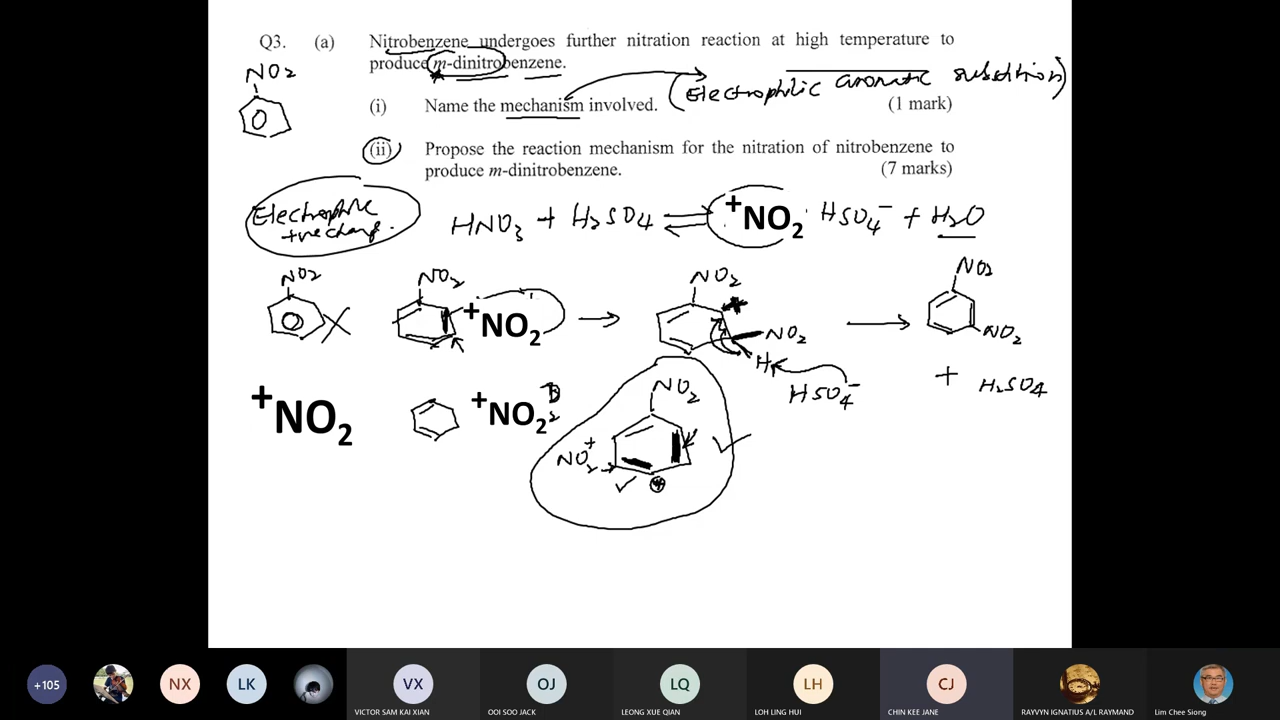 Q3. (a) Nitrobenzene undergoes further nitration reaction at high temperature to
produce m-dinitrobenzene.
NO2
(Electrophilic aromatic substitution)
(i) Name the mechanism involved. (1 mark)
(ii) Propose the reaction mechanism for the nitration of nitrobenzene to
produce m-dinitrobenzene. (7 marks)
Electrophile
HNO3 + H2SO4 ⇌ +NO2 HSO4− + H2O
NO2 NO2 NO2 NO2
X +NO2 → NO2 → NO2
H HSO4− + H2SO4
+NO2 +NO2 NO2
NO2+
+105 NX LK VX OJ LQ LH CJ
VICTOR SAM KAI XIAN OOI SOO JACK LEONG XUE QIAN LOH LING HUI CHIN KEE JANE RAYVYN IGNATIUS A/L RAYMAND Lim Chee Siong